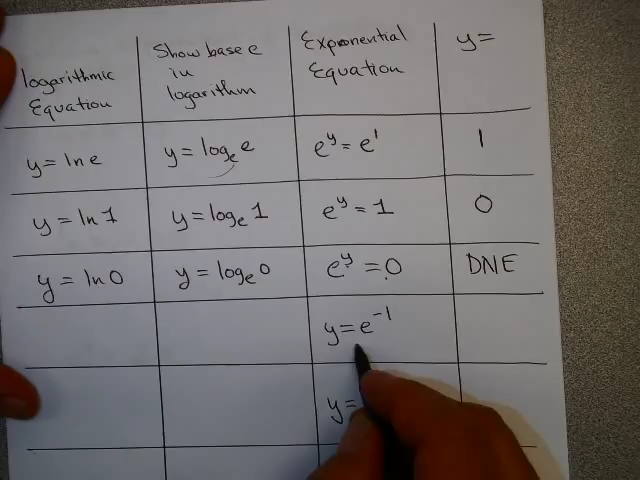 logarithmic Equation
Show base e in logarithm
Exponential Equation
y=
y = ln e
y = logₑ e
e^y = e^1
1
y = ln 1
y = logₑ 1
e^y = 1
0
y = ln 0
y = logₑ 0
e^y = 0
DNE
y = e^-1
y =